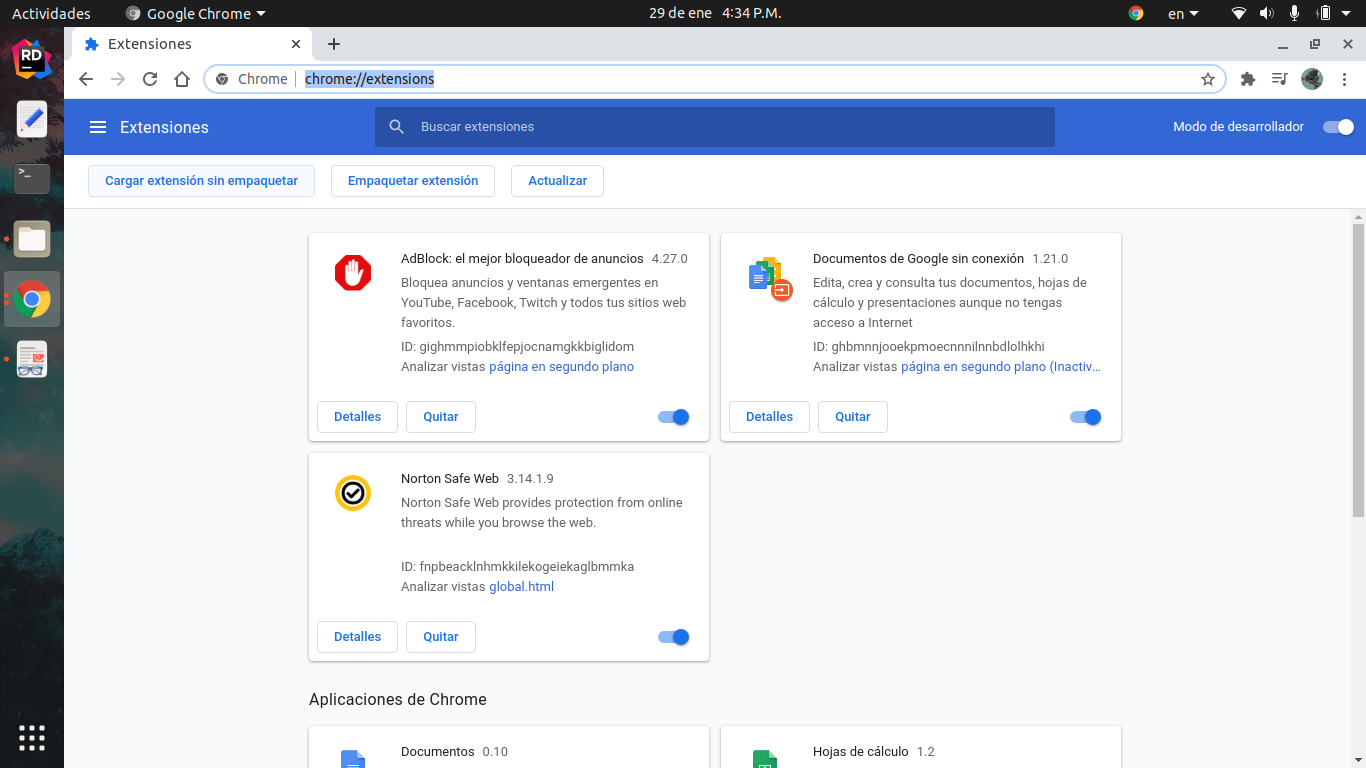 Actividades
Google Chrome
29 de ene 4:34 P.M.
en
Extensiones
Chrome
chrome://extensions
Extensiones
Buscar extensiones
Modo de desarrollador
Cargar extensión sin empaquetar
Empaquetar extensión
Actualizar
AdBlock: el mejor bloqueador de anuncios 4.27.0
Bloquea anuncios y ventanas emergentes en
YouTube, Facebook, Twitch y todos tus sitios web
favoritos.
ID: gighmmpiobklfepjocnamgkkbiglidom
Analizar vistas página en segundo plano
Detalles
Quitar
Documentos de Google sin conexión 1.21.0
Edita, crea y consulta tus documentos, hojas de
cálculo y presentaciones aunque no tengas
acceso a Internet
ID: ghbmnnjooekpmoecnnnilnnbdlolhkhi
Analizar vistas página en segundo plano (Inactiv…
Detalles
Quitar
Norton Safe Web 3.14.1.9
Norton Safe Web provides protection from online
threats while you browse the web.
ID: fnpbeacklnhmkkilekogeiekaglbmmka
Analizar vistas global.html
Detalles
Quitar
Aplicaciones de Chrome
Documentos 0.10
Hojas de cálculo 1.2
RD
>_